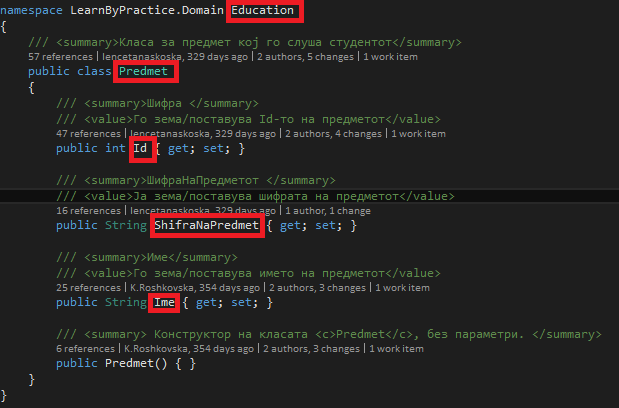 namespace LearnByPractice.Domain.Education
{
/// <summary>Класа за предмет кој го слуша студентот</summary>
57 references | lencetanaskoska, 329 days ago | 2 authors, 5 changes | 1 work item
public class Predmet
{
/// <summary>Шифра </summary>
/// <value>Го зема/поставува Id-то на предметот</value>
47 references | lencetanaskoska, 329 days ago | 2 authors, 4 changes | 1 work item
public int Id { get; set; }
/// <summary>ШифраНаПредметот </summary>
/// <value>Ја зема/поставува шифрата на предметот</value>
16 references | lencetanaskoska, 329 days ago | 1 author, 1 change
public String ShifraNaPredmet { get; set; }
/// <summary>Име</summary>
/// <value>Го зема/поставува името на предметот</value>
25 references | K.Roshkovska, 354 days ago | 2 authors, 3 changes | 1 work item
public String Ime { get; set; }
/// <summary> Конструктор на класата <c>Predmet</c>, без параметри. </summary>
6 references | K.Roshkovska, 354 days ago | 2 authors, 3 changes | 1 work item
public Predmet() { }
}
}